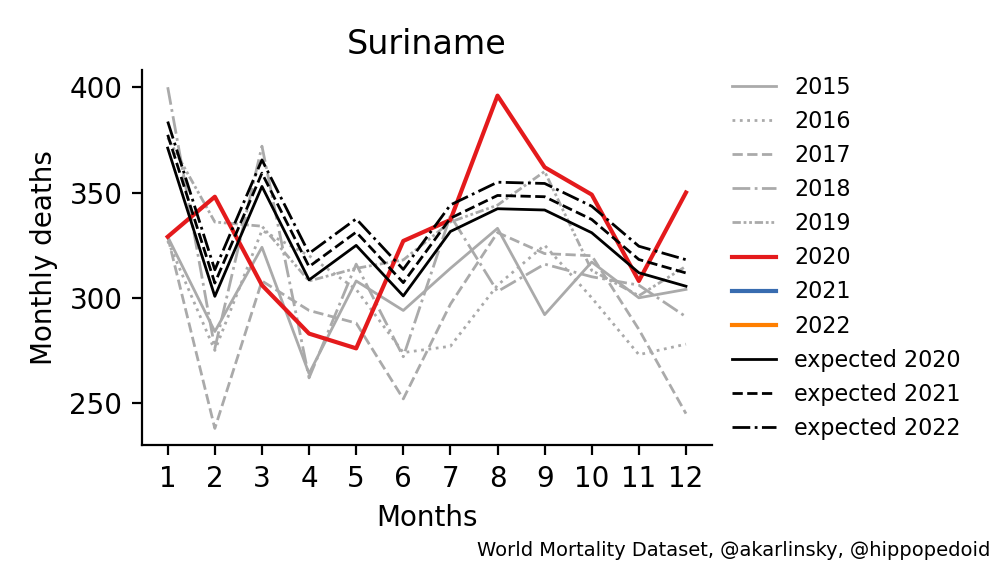 Suriname
Monthly deaths
400
350
300
250
1 2 3 4 5 6 7 8 9 10 11 12
Months
2015
2016
2017
2018
2019
2020
2021
2022
expected 2020
expected 2021
expected 2022
World Mortality Dataset, @akarlinsky, @hippopedoid